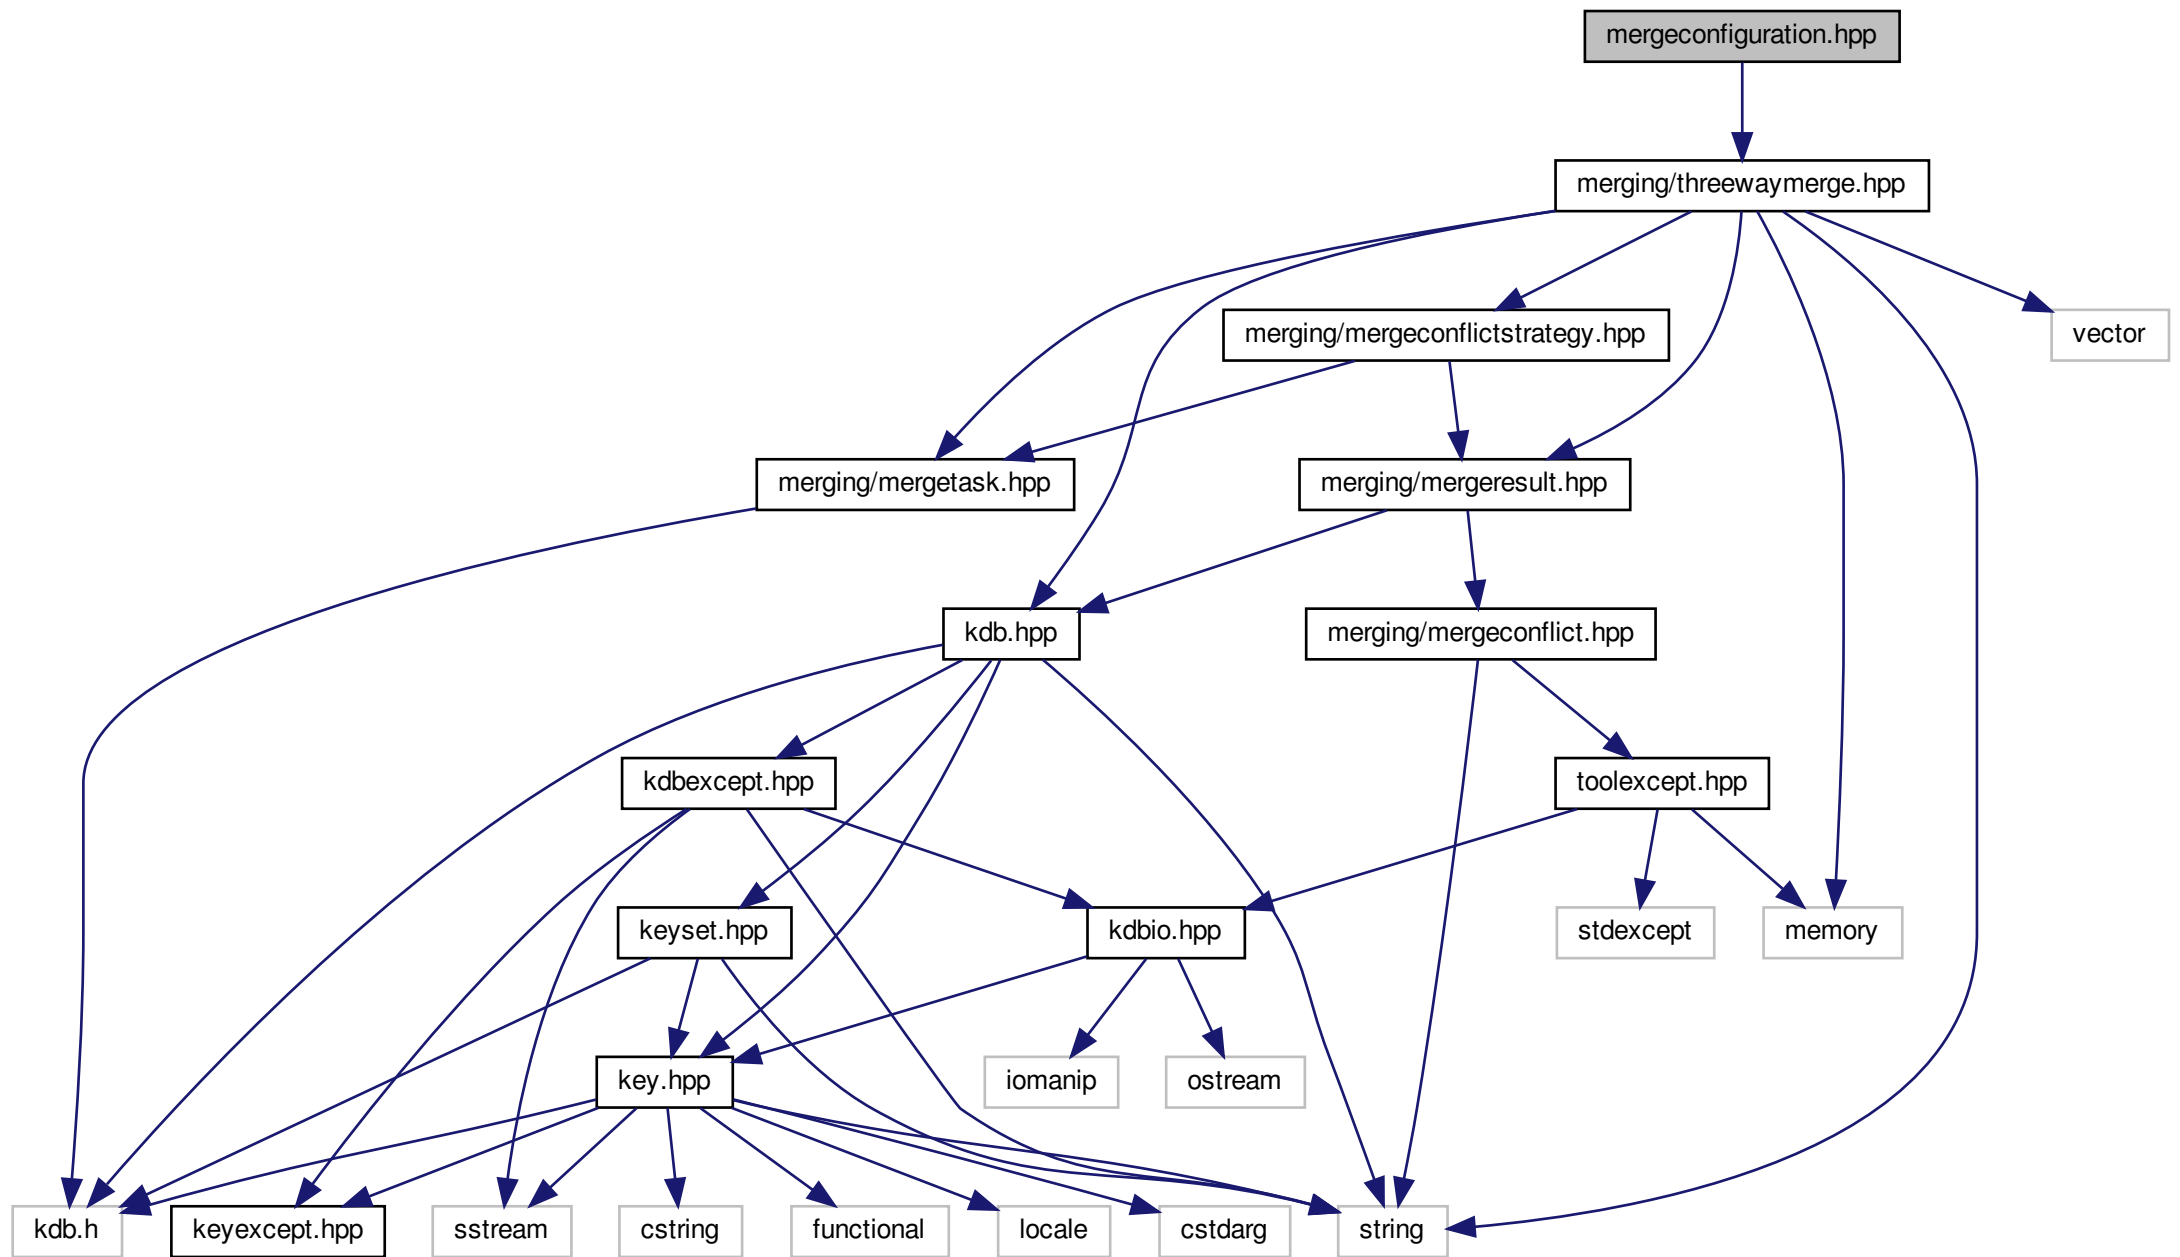 mergeconfiguration.hpp
merging/threewaymerge.hpp
merging/mergeconflictstrategy.hpp
vector
merging/mergetask.hpp
merging/mergeresult.hpp
kdb.hpp
merging/mergeconflict.hpp
kdbexcept.hpp
toolexcept.hpp
keyset.hpp
kdbio.hpp
stdexcept
memory
key.hpp
iomanip
ostream
kdb.h
keyexcept.hpp
sstream
cstring
functional
locale
cstdarg
string